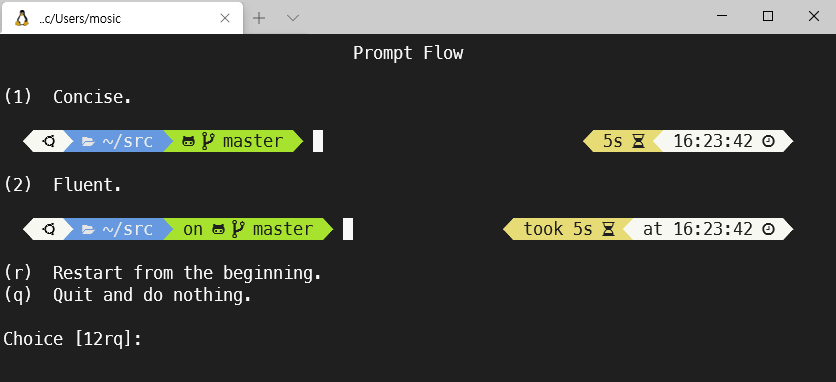 ..c/Users/mosic
Prompt Flow
(1) Concise.
~/src master 5s 16:23:42
(2) Fluent.
~/src on master took 5s at 16:23:42
(r) Restart from the beginning.
(q) Quit and do nothing.
Choice [12rq]: